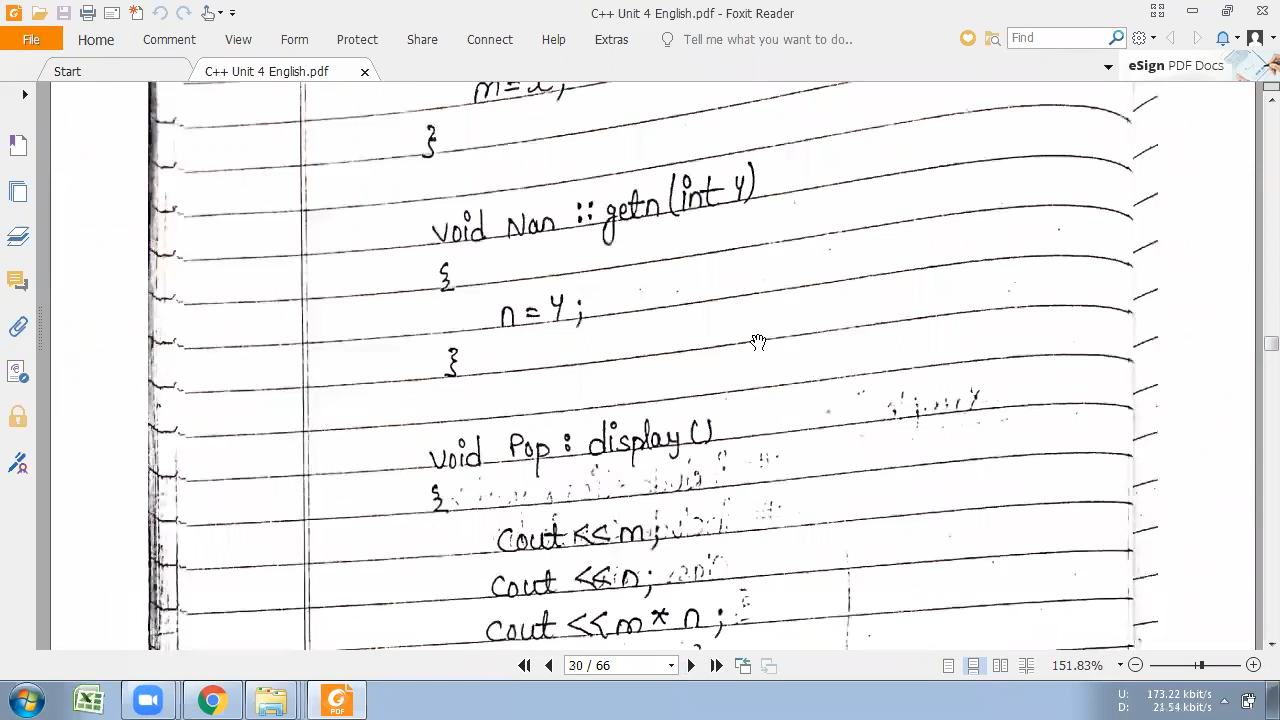 C++ Unit 4 English.pdf - Foxit Reader
File Home Comment View Form Protect Share Connect Help Extras Tell me what you want to do.. Find
Start C++ Unit 4 English.pdf eSign PDF Docs
m=x;
}
void Nan :: getn(int y)
{
n = y;
}
void Pop : display()
{
cout <<m;
cout <<n;
cout <<m* n;
30 / 66 151.83%
PDF
U: 173.22 kbit/s
D: 21.54 kbit/s